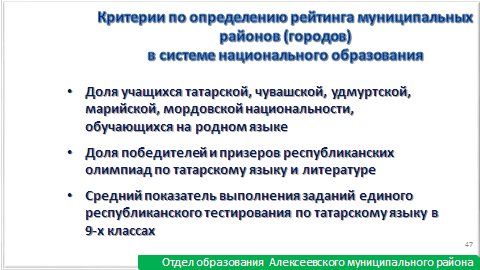 Критерии по определению рейтинга муниципальных
районов (городов)
в системе национального образования
• Доля учащихся татарской, чувашской, удмуртской,
марийской, мордовской национальности,
обучающихся на родном языке
• Доля победителей и призеров республиканских
олимпиад по татарскому языку и литературе
• Средний показатель выполнения заданий единого
республиканского тестирования по татарскому языку в
9-х классах
47
Отдел образования Алексеевского муниципального района